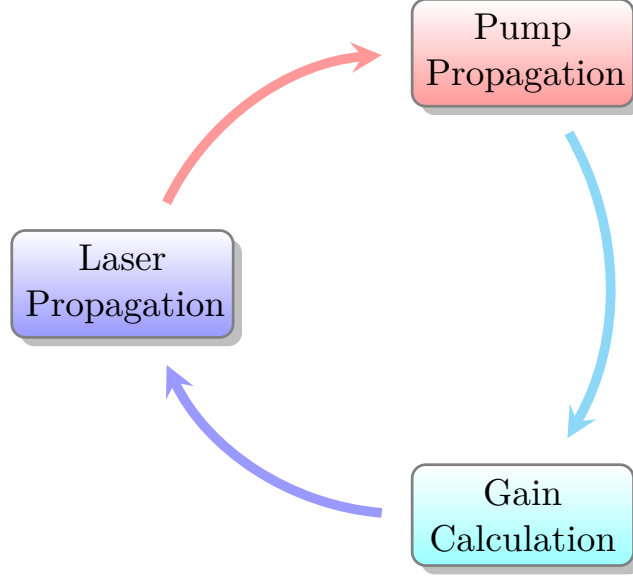 Pump
Propagation
Laser
Propagation
Gain
Calculation